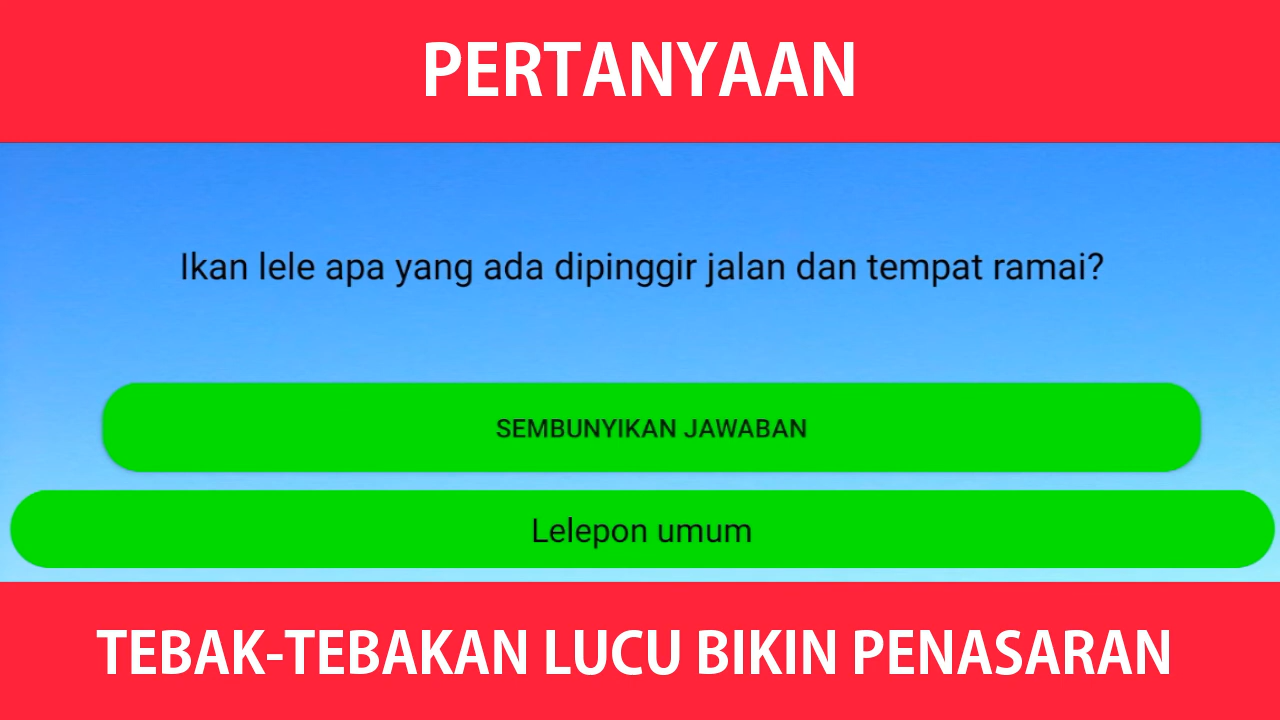 PERTANYAAN
Ikan lele apa yang ada dipinggir jalan dan tempat ramai?
SEMBUNYIKAN JAWABAN
Lelepon umum
TEBAK-TEBAKAN LUCU BIKIN PENASARAN